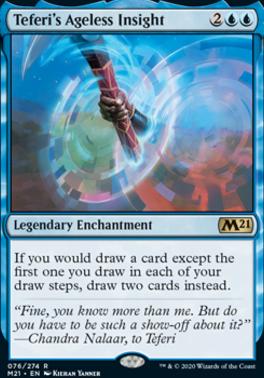 Teferi's Ageless Insight 2
Legendary Enchantment M21
If you would draw a card except the
first one you draw in each of your
draw steps, draw two cards instead.
"Fine, you know more than me. But do
you have to be such a show-off about it?"
—Chandra Nalaar, to Teferi
076/274 R
M21 • EN KIERAN YANNER
™ & © 2020 Wizards of the Coast